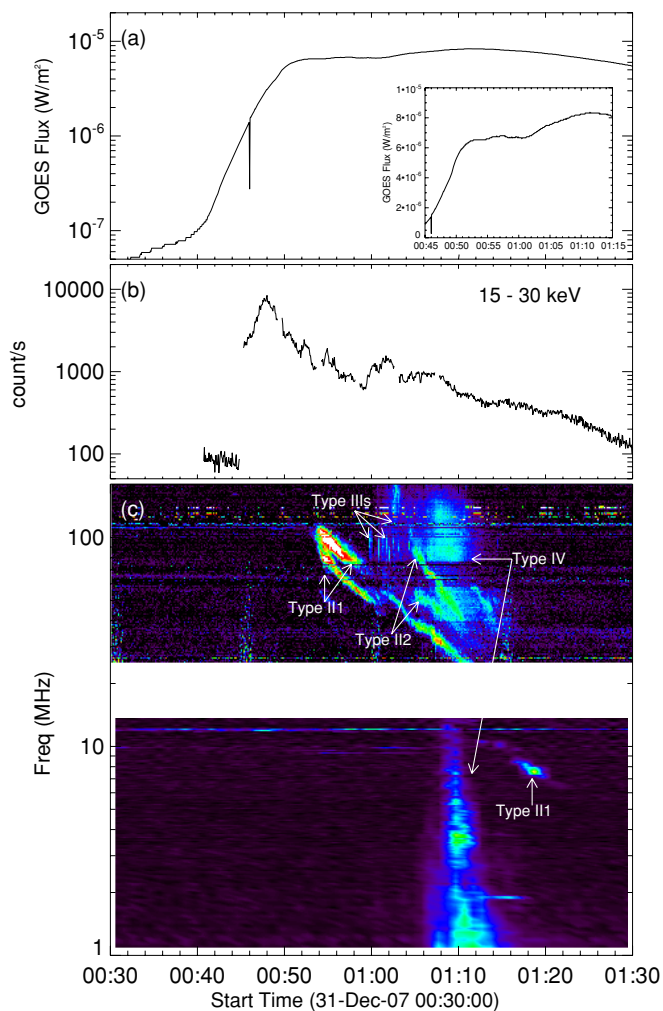 (a)
GOES Flux (W/m²)
10⁻⁵
10⁻⁶
10⁻⁷
GOES Flux (W/m²)
1•10⁻⁵
8•10⁻⁶
6•10⁻⁶
4•10⁻⁶
2•10⁻⁶
0
00:45 00:50 00:55 01:00 01:05 01:10 01:15
(b)
15 - 30 keV
count/s
10000
1000
100
(c)
Type IIIs
100
Type IV
Type II1
Type II2
Freq (MHz)
10
Type II1
1
00:30 00:40 00:50 01:00 01:10 01:20 01:30
Start Time (31-Dec-07 00:30:00)